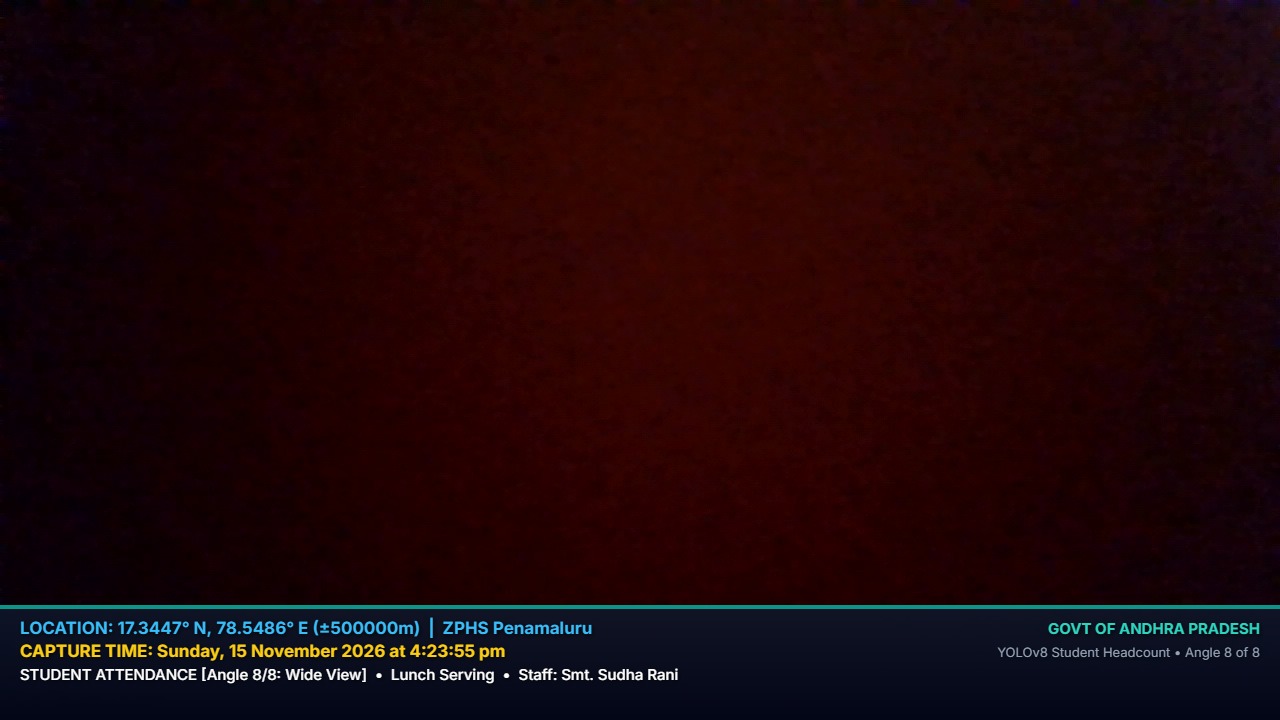 LOCATION: 17.3447° N, 78.5486° E (±500000m) | ZPHS Penamaluru
GOVT OF ANDHRA PRADESH
CAPTURE TIME: Sunday, 15 November 2026 at 4:23:55 pm
YOLOv8 Student Headcount • Angle 8 of 8
STUDENT ATTENDANCE [Angle 8/8: Wide View] • Lunch Serving • Staff: Smt. Sudha Rani